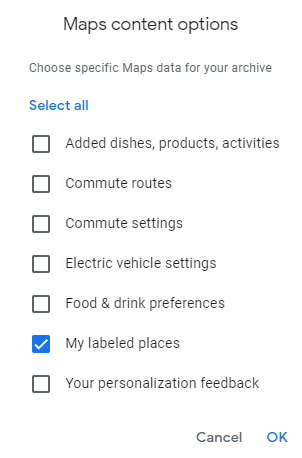 Maps content options
Choose specific Maps data for your archive
Select all
Added dishes, products, activities
Commute routes
Commute settings
Electric vehicle settings
Food & drink preferences
My labeled places
Your personalization feedback
Cancel OK